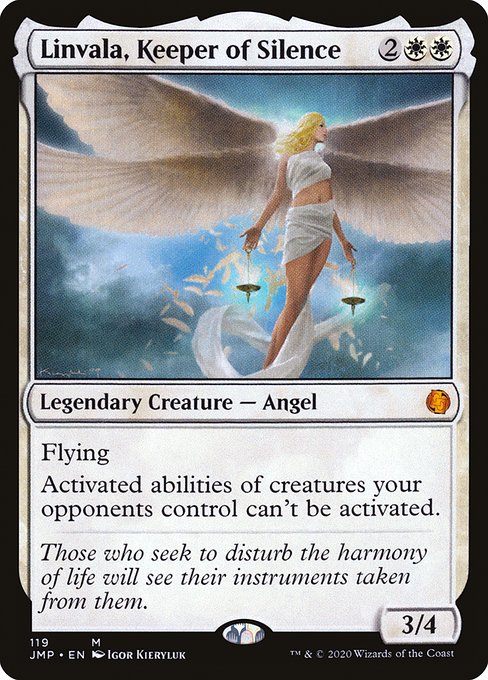 Linvala, Keeper of Silence 2
Legendary Creature — Angel
Flying
Activated abilities of creatures your
opponents control can't be activated.
Those who seek to disturb the harmony
of life will see their instruments taken
from them.
3/4
119 M
JMP • EN Igor Kieryluk
™ & © 2020 Wizards of the Coast